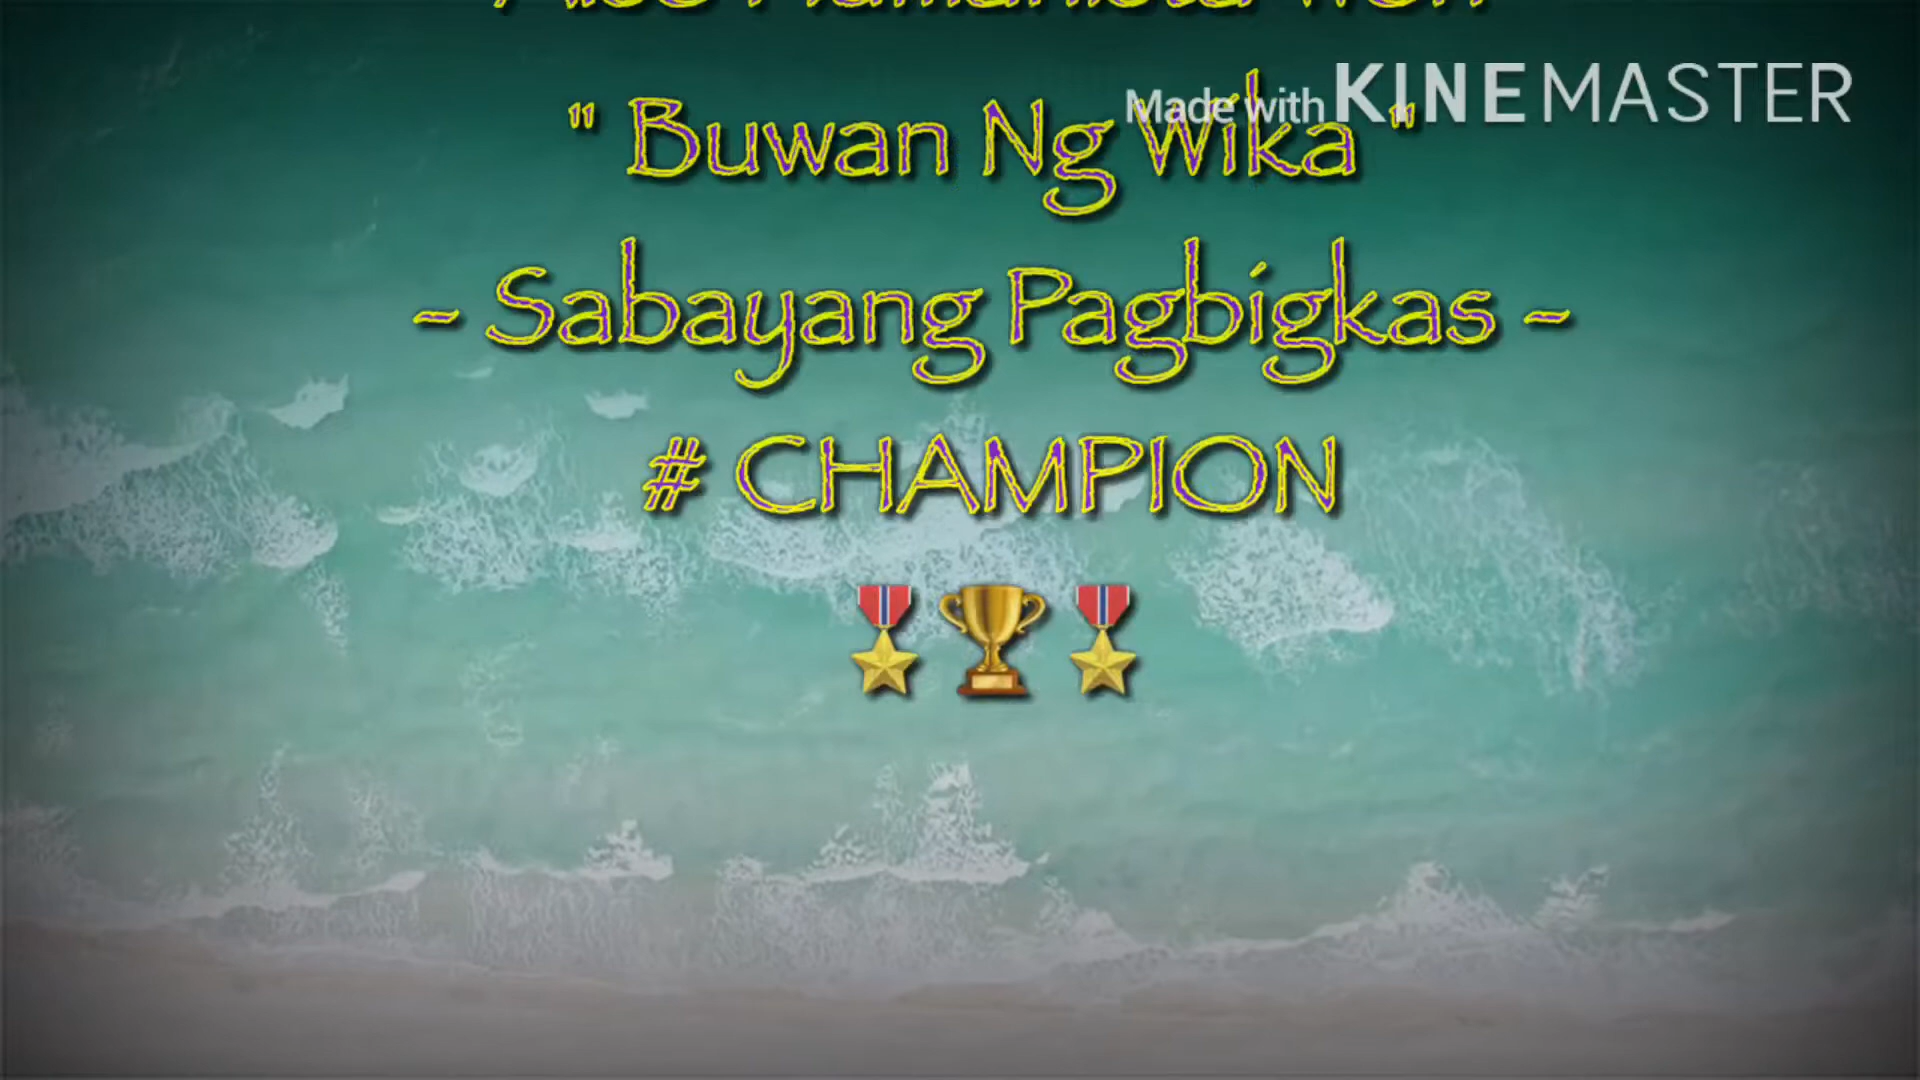 Made with KINEMASTER
" Buwan Ng Wika "
- Sabayang Pagbigkas -
# CHAMPION